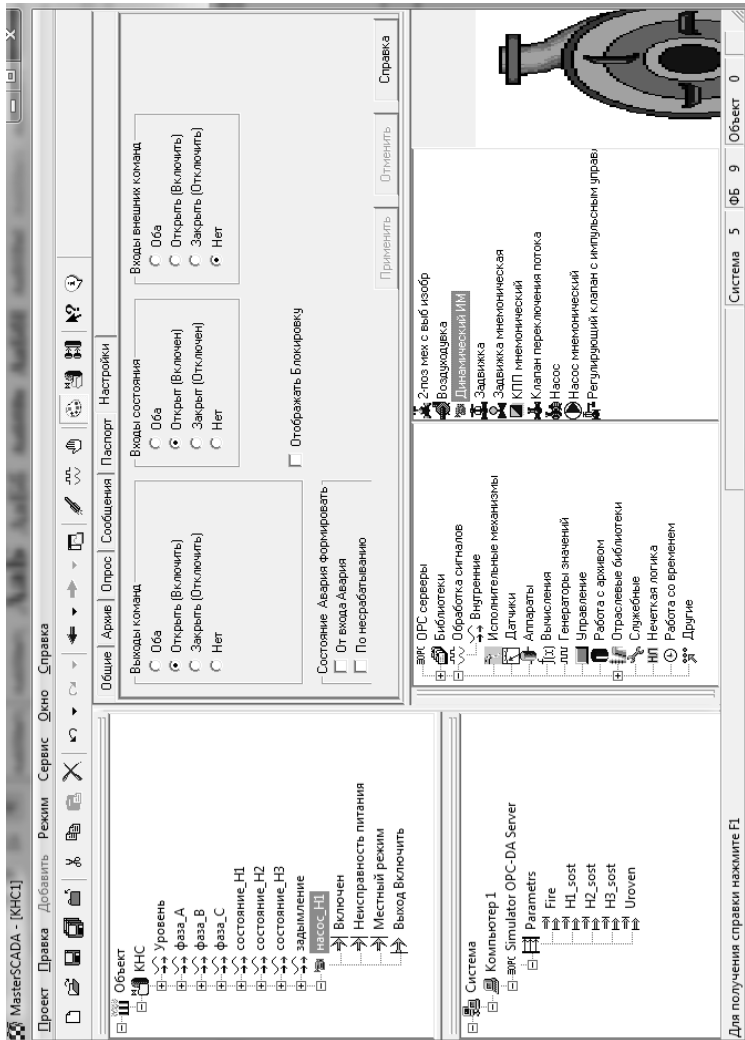 MasterSCADA - [КНС1]
Проект Правка Добавить Режим Сервис Окно Справка
Объект
КНС
Уровень
фаза_А
фаза_В
фаза_С
состояние_Н1
состояние_Н2
состояние_Н3
задымление
насос_Н1
Включен
Неисправность питания
Местный режим
Выход Включить
Общие Архив Опрос Сообщения Паспорт Настройки
Выходы команд
Оба
Открыть (Включить)
Закрыть (Отключить)
Нет
Входы состояния
Оба
Открыт (Включен)
Закрыт (Отключен)
Нет
Входы внешних команд
Оба
Открыть (Включить)
Закрыть (Отключить)
Нет
Состояние Авария формировать
От входа Авария
По несрабатыванию
Отображать Блокировку
Применить Отменить Справка
Система
Компьютер 1
Simulator OPC-DA Server
Parametrs
Fire
H1_sost
H2_sost
H3_sost
Uroven
OPC серверы
Библиотеки
Обработка сигналов
Внутренние
Исполнительные механизмы
Датчики
Аппараты
Вычисления
Генераторы значений
Управление
Работа с архивом
Отраслевые библиотеки
Служебные
Нечеткая логика
Работа со временем
Другие
2-поз мех с выб изобр
Воздуходувка
Динамический ИМ
Задвижка
Задвижка мнемоническая
КПП мнемонический
Клапан переключения потока
Насос
Насос мнемонический
Регулирующий клапан с импульсным управл
Для получения справки нажмите F1
Система 5 ФБ 9 Объект 0